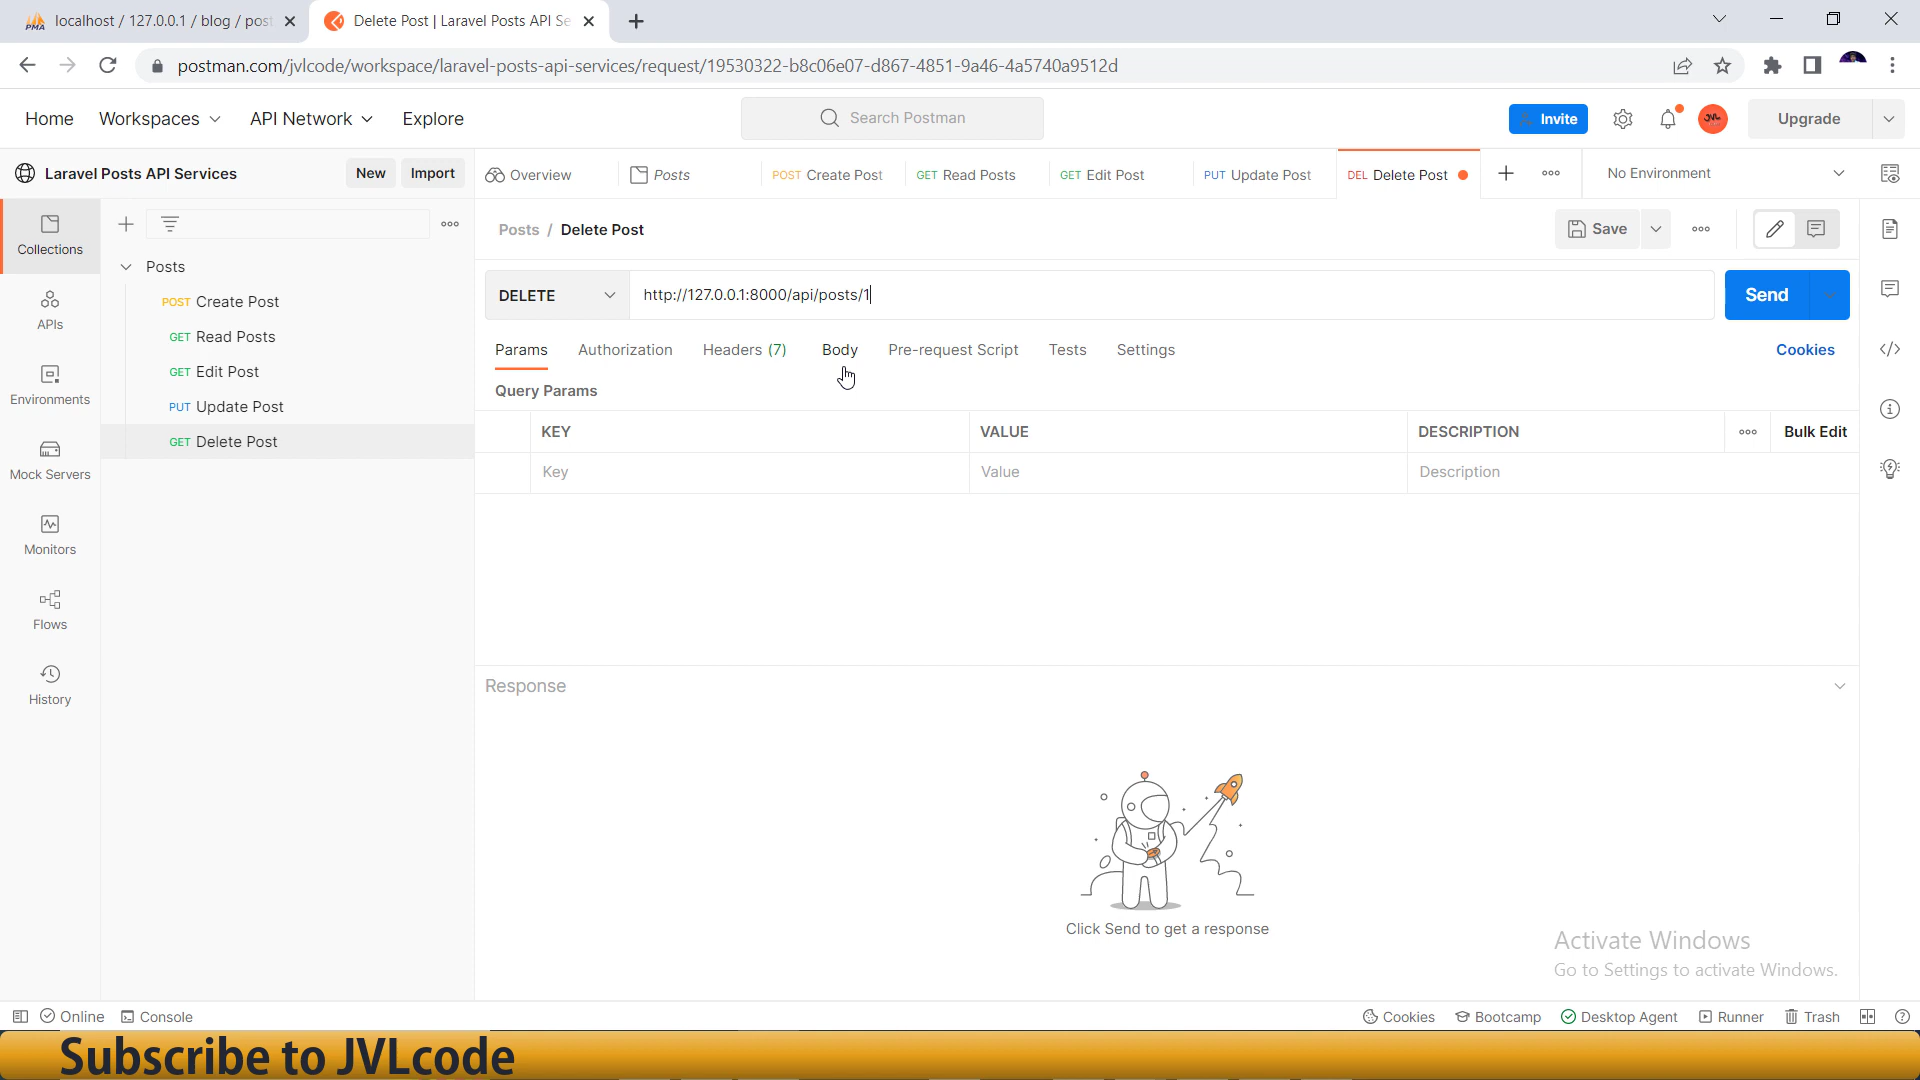 localhost / 127.0.0.1 / blog / post
Delete Post | Laravel Posts API Se
postman.com/jvlcode/workspace/laravel-posts-api-services/request/19530322-b8c06e07-d867-4851-9a46-4a5740a9512d
Home Workspaces API Network Explore
Search Postman
Invite
Upgrade
Laravel Posts API Services
New
Import
Overview
Posts
POST Create Post
GET Read Posts
GET Edit Post
PUT Update Post
DEL Delete Post
No Environment
Collections
APIs
Environments
Mock Servers
Monitors
Flows
History
Posts
POST Create Post
GET Read Posts
GET Edit Post
PUT Update Post
GET Delete Post
Posts / Delete Post
Save
DELETE
http://127.0.0.1:8000/api/posts/1
Send
Params Authorization Headers (7) Body Pre-request Script Tests Settings
Cookies
Query Params
KEY VALUE DESCRIPTION
Bulk Edit
Key Value Description
Response
Click Send to get a response
Activate Windows
Go to Settings to activate Windows.
Online Console
Cookies Bootcamp Desktop Agent Runner Trash
Subscribe to JVLcode